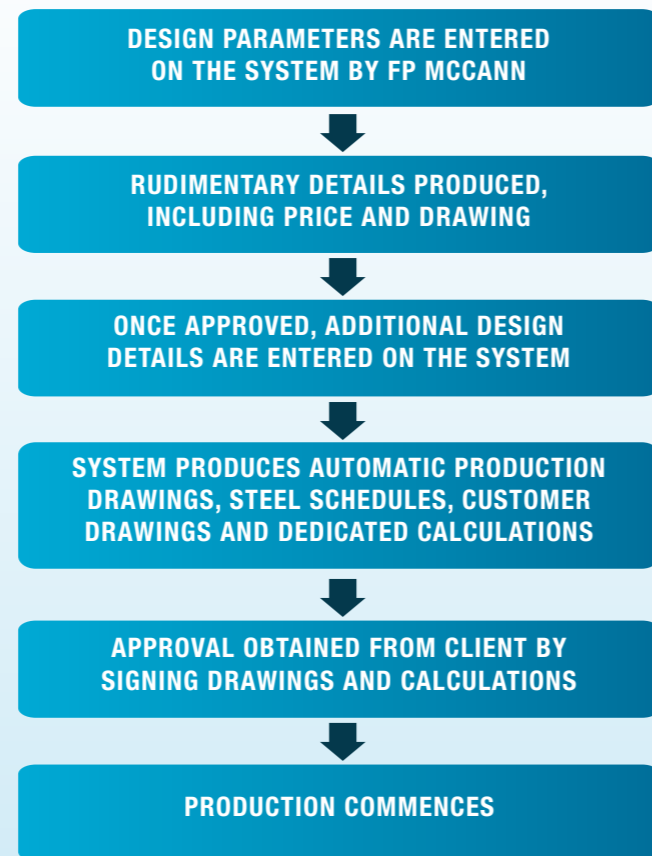 DESIGN PARAMETERS ARE ENTERED
ON THE SYSTEM BY FP MCCANN
RUDIMENTARY DETAILS PRODUCED,
INCLUDING PRICE AND DRAWING
ONCE APPROVED, ADDITIONAL DESIGN
DETAILS ARE ENTERED ON THE SYSTEM
SYSTEM PRODUCES AUTOMATIC PRODUCTION
DRAWINGS, STEEL SCHEDULES, CUSTOMER
DRAWINGS AND DEDICATED CALCULATIONS
APPROVAL OBTAINED FROM CLIENT BY
SIGNING DRAWINGS AND CALCULATIONS
PRODUCTION COMMENCES